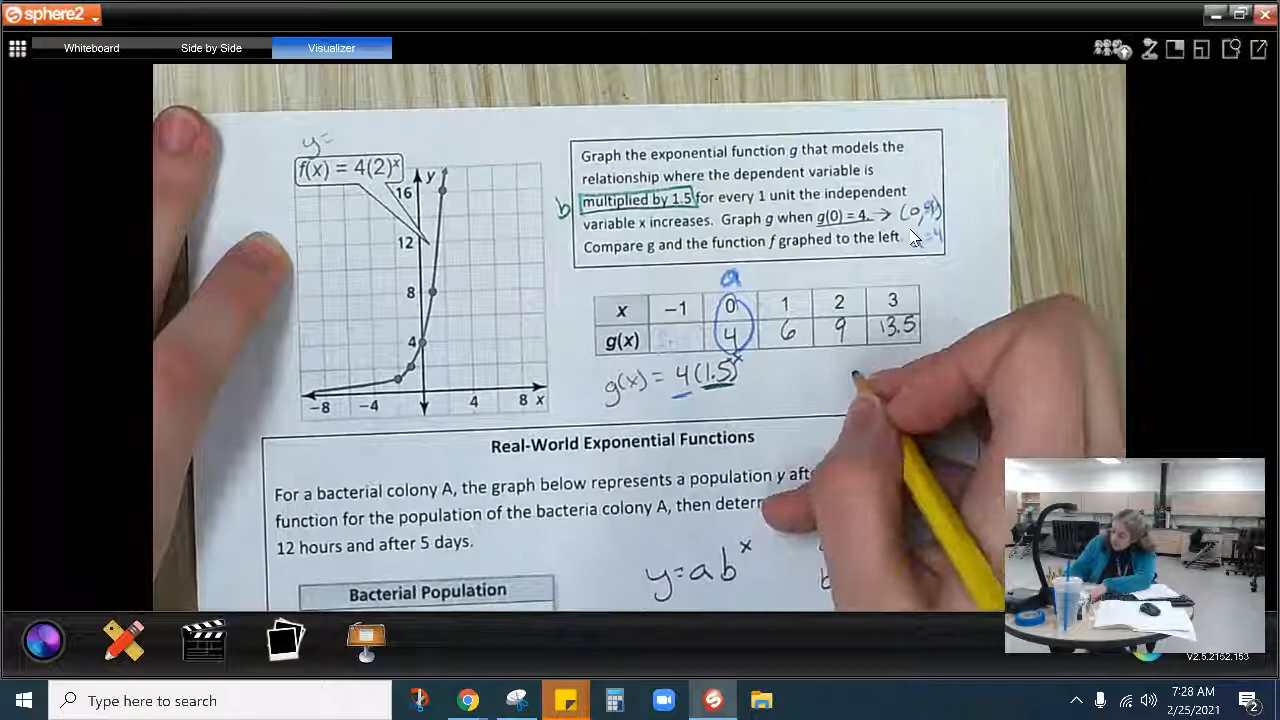 sphere2
Whiteboard
Side by Side
Visualizer
y=
f(x) = 4(2)^x
y
16
12
8
4
-8
-4
4
8 x
Graph the exponential function g that models the
relationship where the dependent variable is
b multiplied by 1.5 for every 1 unit the independent
variable x increases. Graph g when g(0) = 4. → (0,4)
Compare g and the function f graphed to the left. =4
a
x −1 0 1 2 3
g(x) 4 6 9 13.5
g(x) = 4(1.5)^x
Real-World Exponential Functions
For a bacterial colony A, the graph below represents a population y
function for the population of the bacteria colony A, then
12 hours and after 5 days.
y=ab^x
b
Bacterial Population
Type here to search
7:28 AM
2/25/2021
2